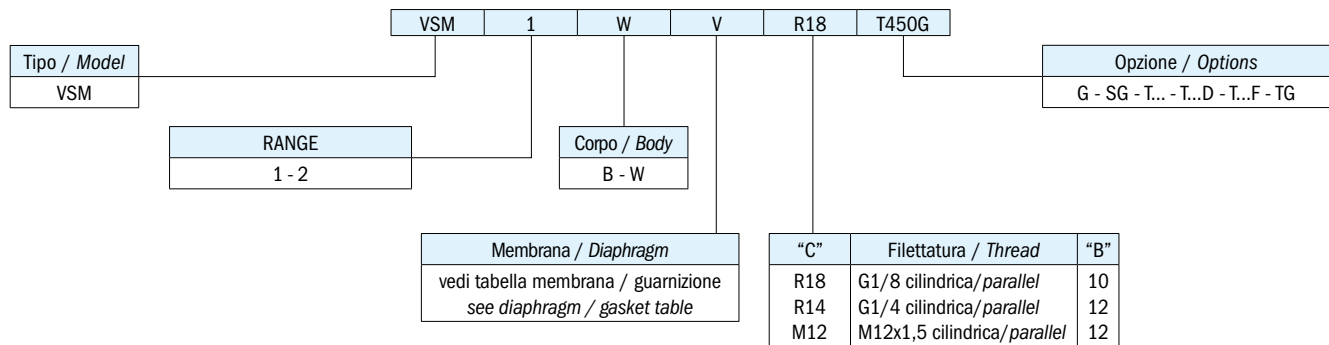 VSM 1 W V R18 T450G
Tipo / Model
VSM
Opzione / Options
G - SG - T... - T...D - T...F - TG
RANGE
1 - 2
Corpo / Body
B - W
Membrana / Diaphragm
vedi tabella membrana / guarnizione
see diaphragm / gasket table
"C" Filettatura / Thread "B"
R18 G1/8 cilindrica/parallel 10
R14 G1/4 cilindrica/parallel 12
M12 M12x1,5 cilindrica/parallel 12